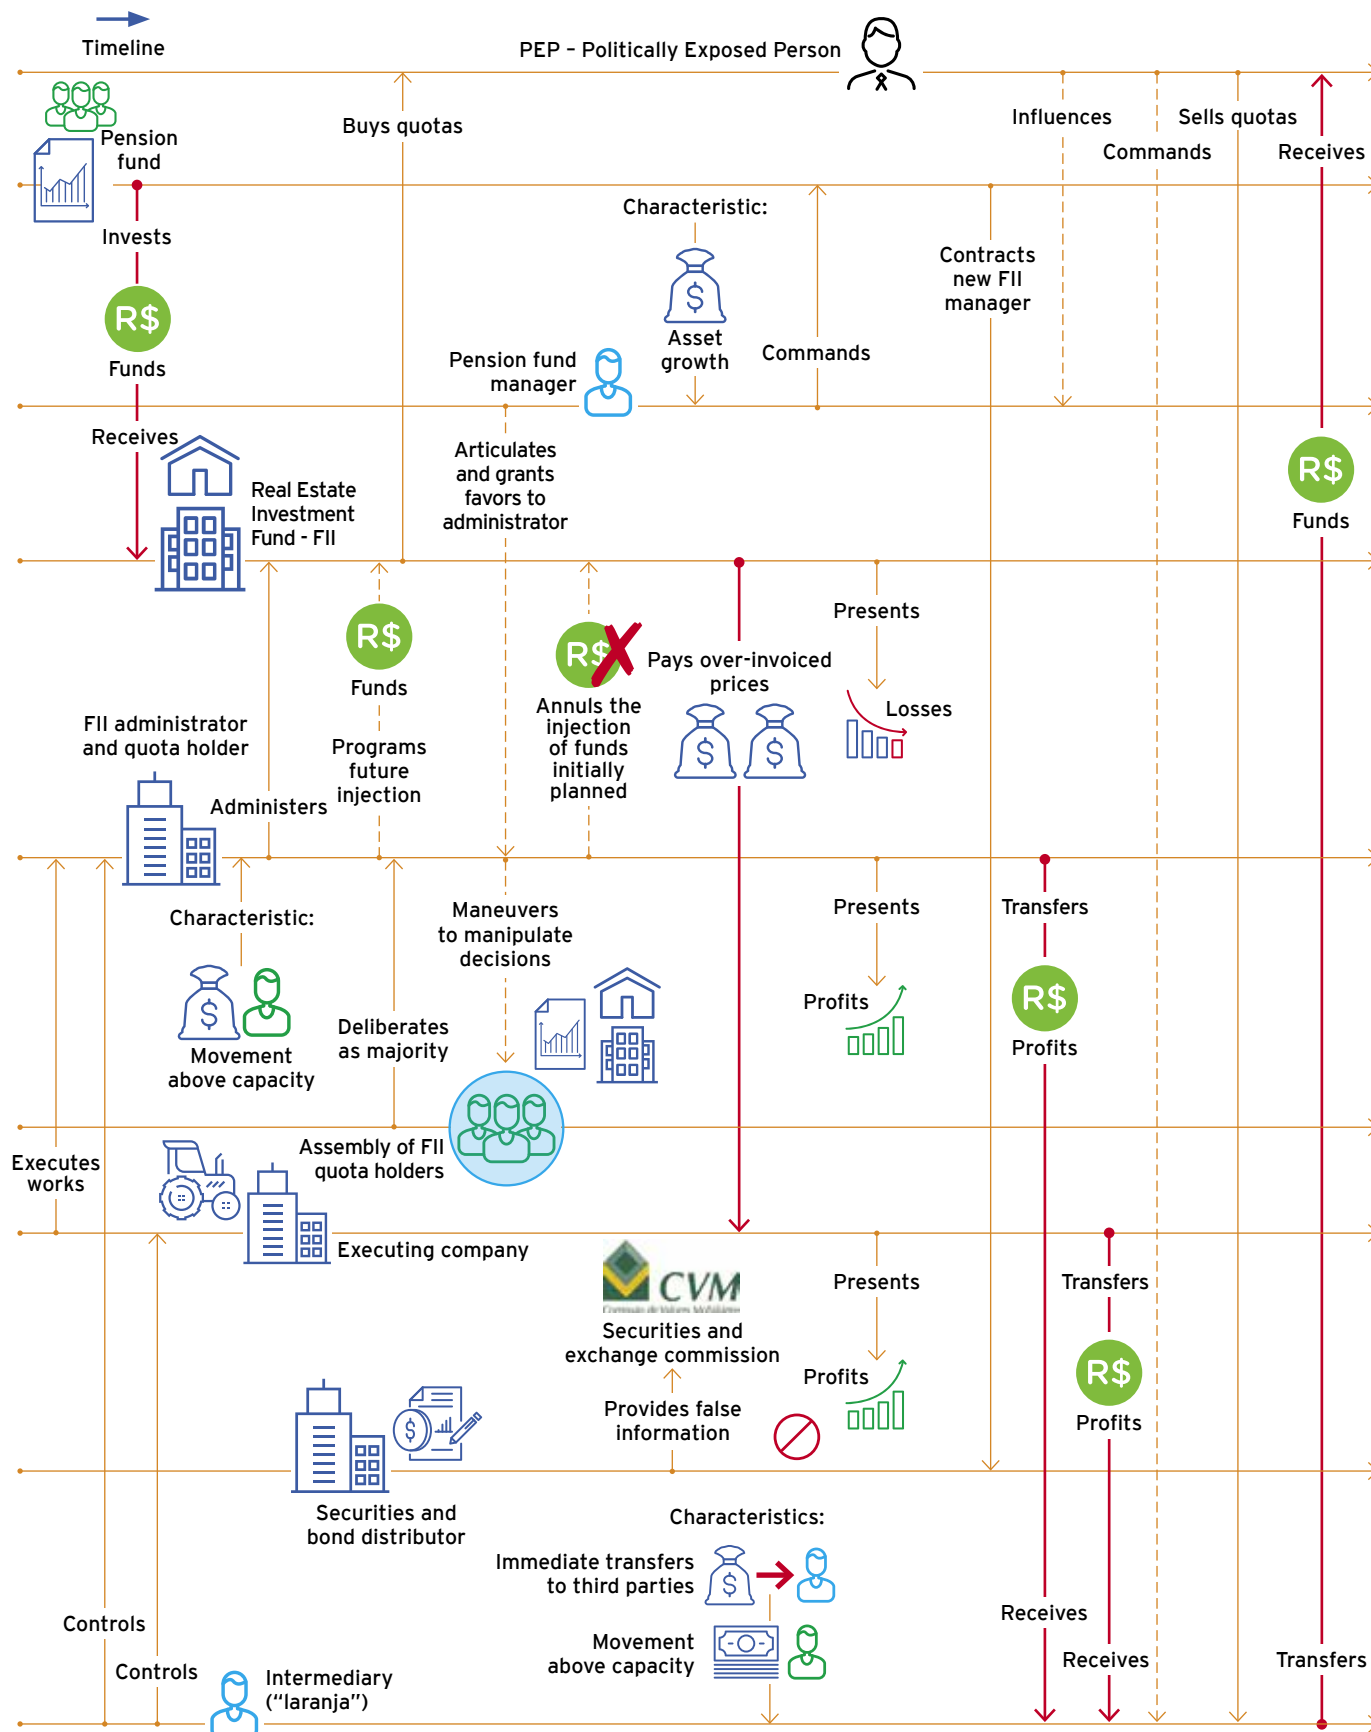 Timeline
PEP – Politically Exposed Person
Pension
fund
Buys quotas
Influences
Sells quotas
Commands
Receives
Invests
Characteristic:
Contracts
new FII
manager
R$
Funds
Asset
growth
Commands
Pension fund
manager
Receives
Articulates
and grants
favors to
administrator
R$
Funds
Real Estate
Investment
Fund - FII
Presents
R$
Funds
R$
Pays over-invoiced
prices
Annuls the
injection
of funds
initially
planned
Losses
FII administrator
and quota holder
Programs
future
injection
Administers
Characteristic:
Maneuvers
to manipulate
decisions
Presents
Transfers
Profits
R$
Profits
Movement
above capacity
Deliberates
as majority
Assembly of FII
quota holders
Executes
works
Executing company
CVM
Comissão de Valores Mobiliários
Securities and
exchange commission
Presents
Transfers
Profits
R$
Profits
Provides false
information
Securities and
bond distributor
Characteristics:
Immediate transfers
to third parties
Movement
above capacity
Controls
Controls
Intermediary
(“laranja”)
Receives
Receives
Transfers